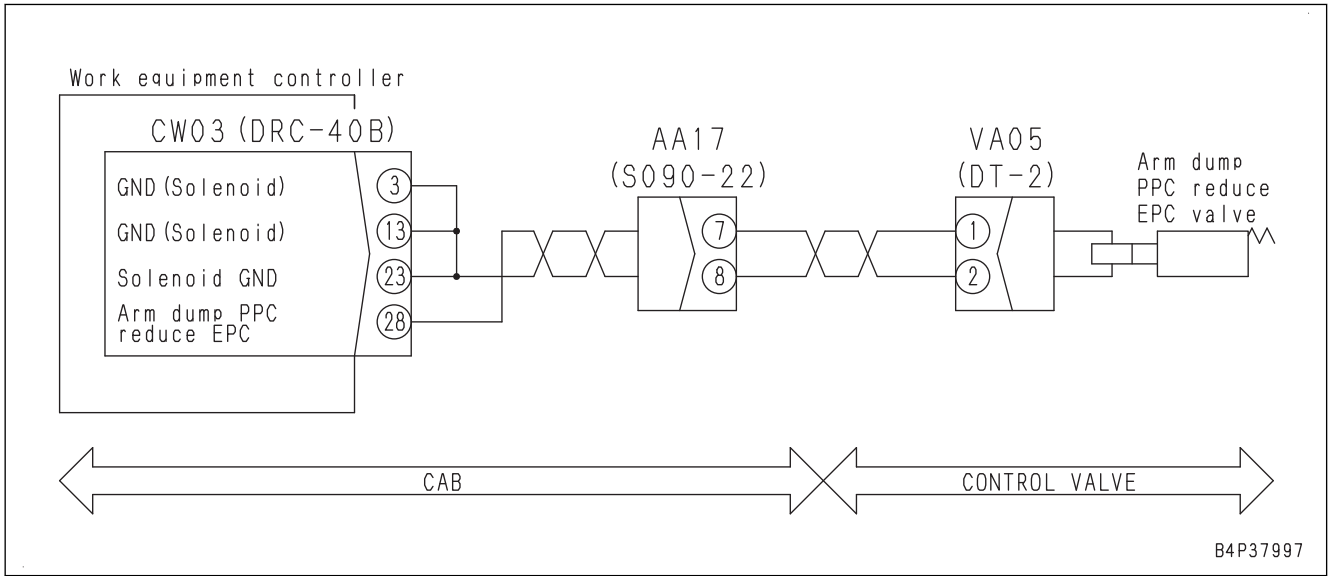 Work equipment controller
CW03 (DRC-40B)
GND (Solenoid)
3
GND (Solenoid)
13
Solenoid GND
23
Arm dump PPC
reduce EPC
28
AA17
(S090-22)
7
8
VA05
(DT-2)
1
2
Arm dump
PPC reduce
EPC valve
CAB
CONTROL VALVE
B4P37997